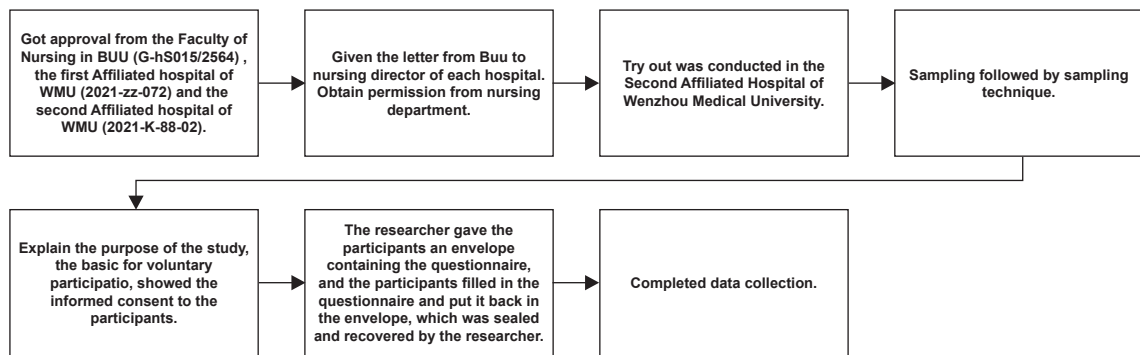 Got approval from the Faculty of
Nursing in BUU (G-hS015/2564) ,
the first Affiliated hospital of
WMU (2021-zz-072) and the
second Affiliated hospital of
WMU (2021-K-88-02).
Given the letter from Buu to
nursing director of each hospital.
Obtain permission from nursing
department.
Try out was conducted in the
Second Affiliated Hospital of
Wenzhou Medical University.
Sampling followed by sampling
technique.
Explain the purpose of the study,
the basic for voluntary
participatio, showed the
informed consent to the
participants.
The researcher gave the
participants an envelope
containing the questionnaire,
and the participants filled in the
questionnaire and put it back in
the envelope, which was sealed
and recovered by the researcher.
Completed data collection.